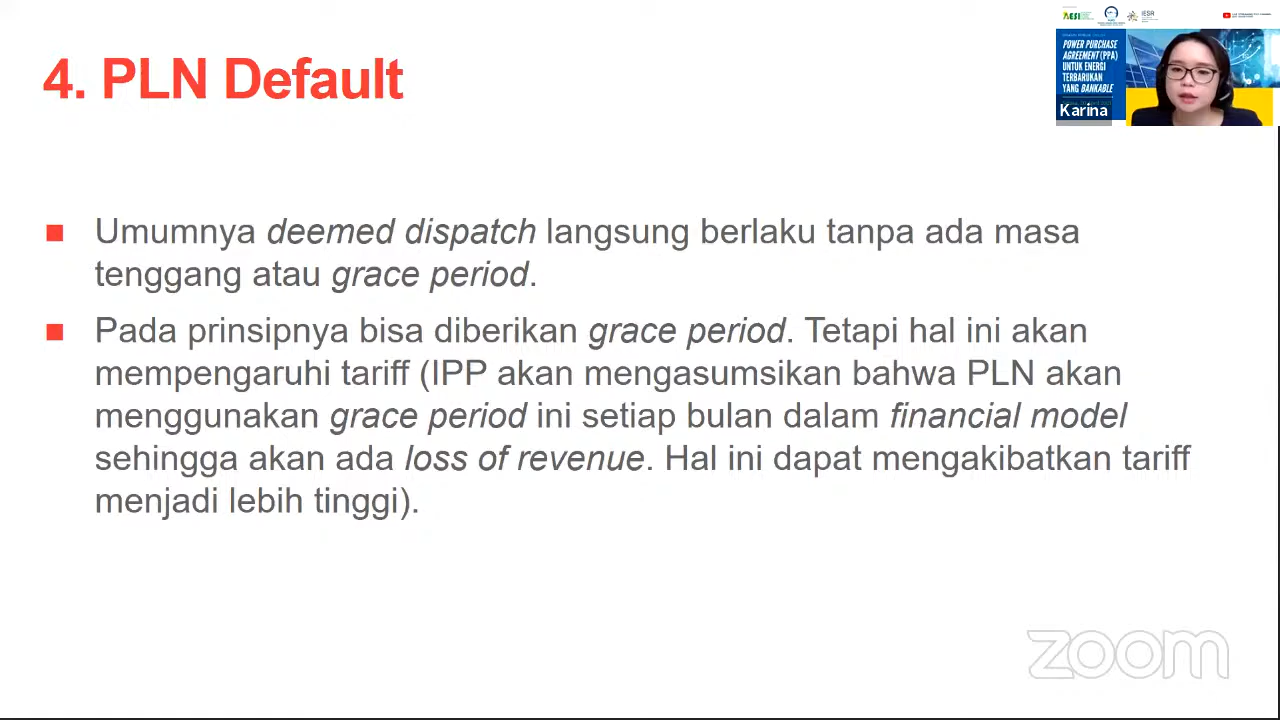 4. PLN Default
Umumnya deemed dispatch langsung berlaku tanpa ada masa
tenggang atau grace period.
Pada prinsipnya bisa diberikan grace period. Tetapi hal ini akan
mempengaruhi tariff (IPP akan mengasumsikan bahwa PLN akan
menggunakan grace period ini setiap bulan dalam financial model
sehingga akan ada loss of revenue. Hal ini dapat mengakibatkan tariff
menjadi lebih tinggi).
AESI
IESR
POWER PURCHASE
AGREEMENT (PPA)
UNTUK ENERGI
TERBARUKAN
YANG BANKABLE
Karina
zoom